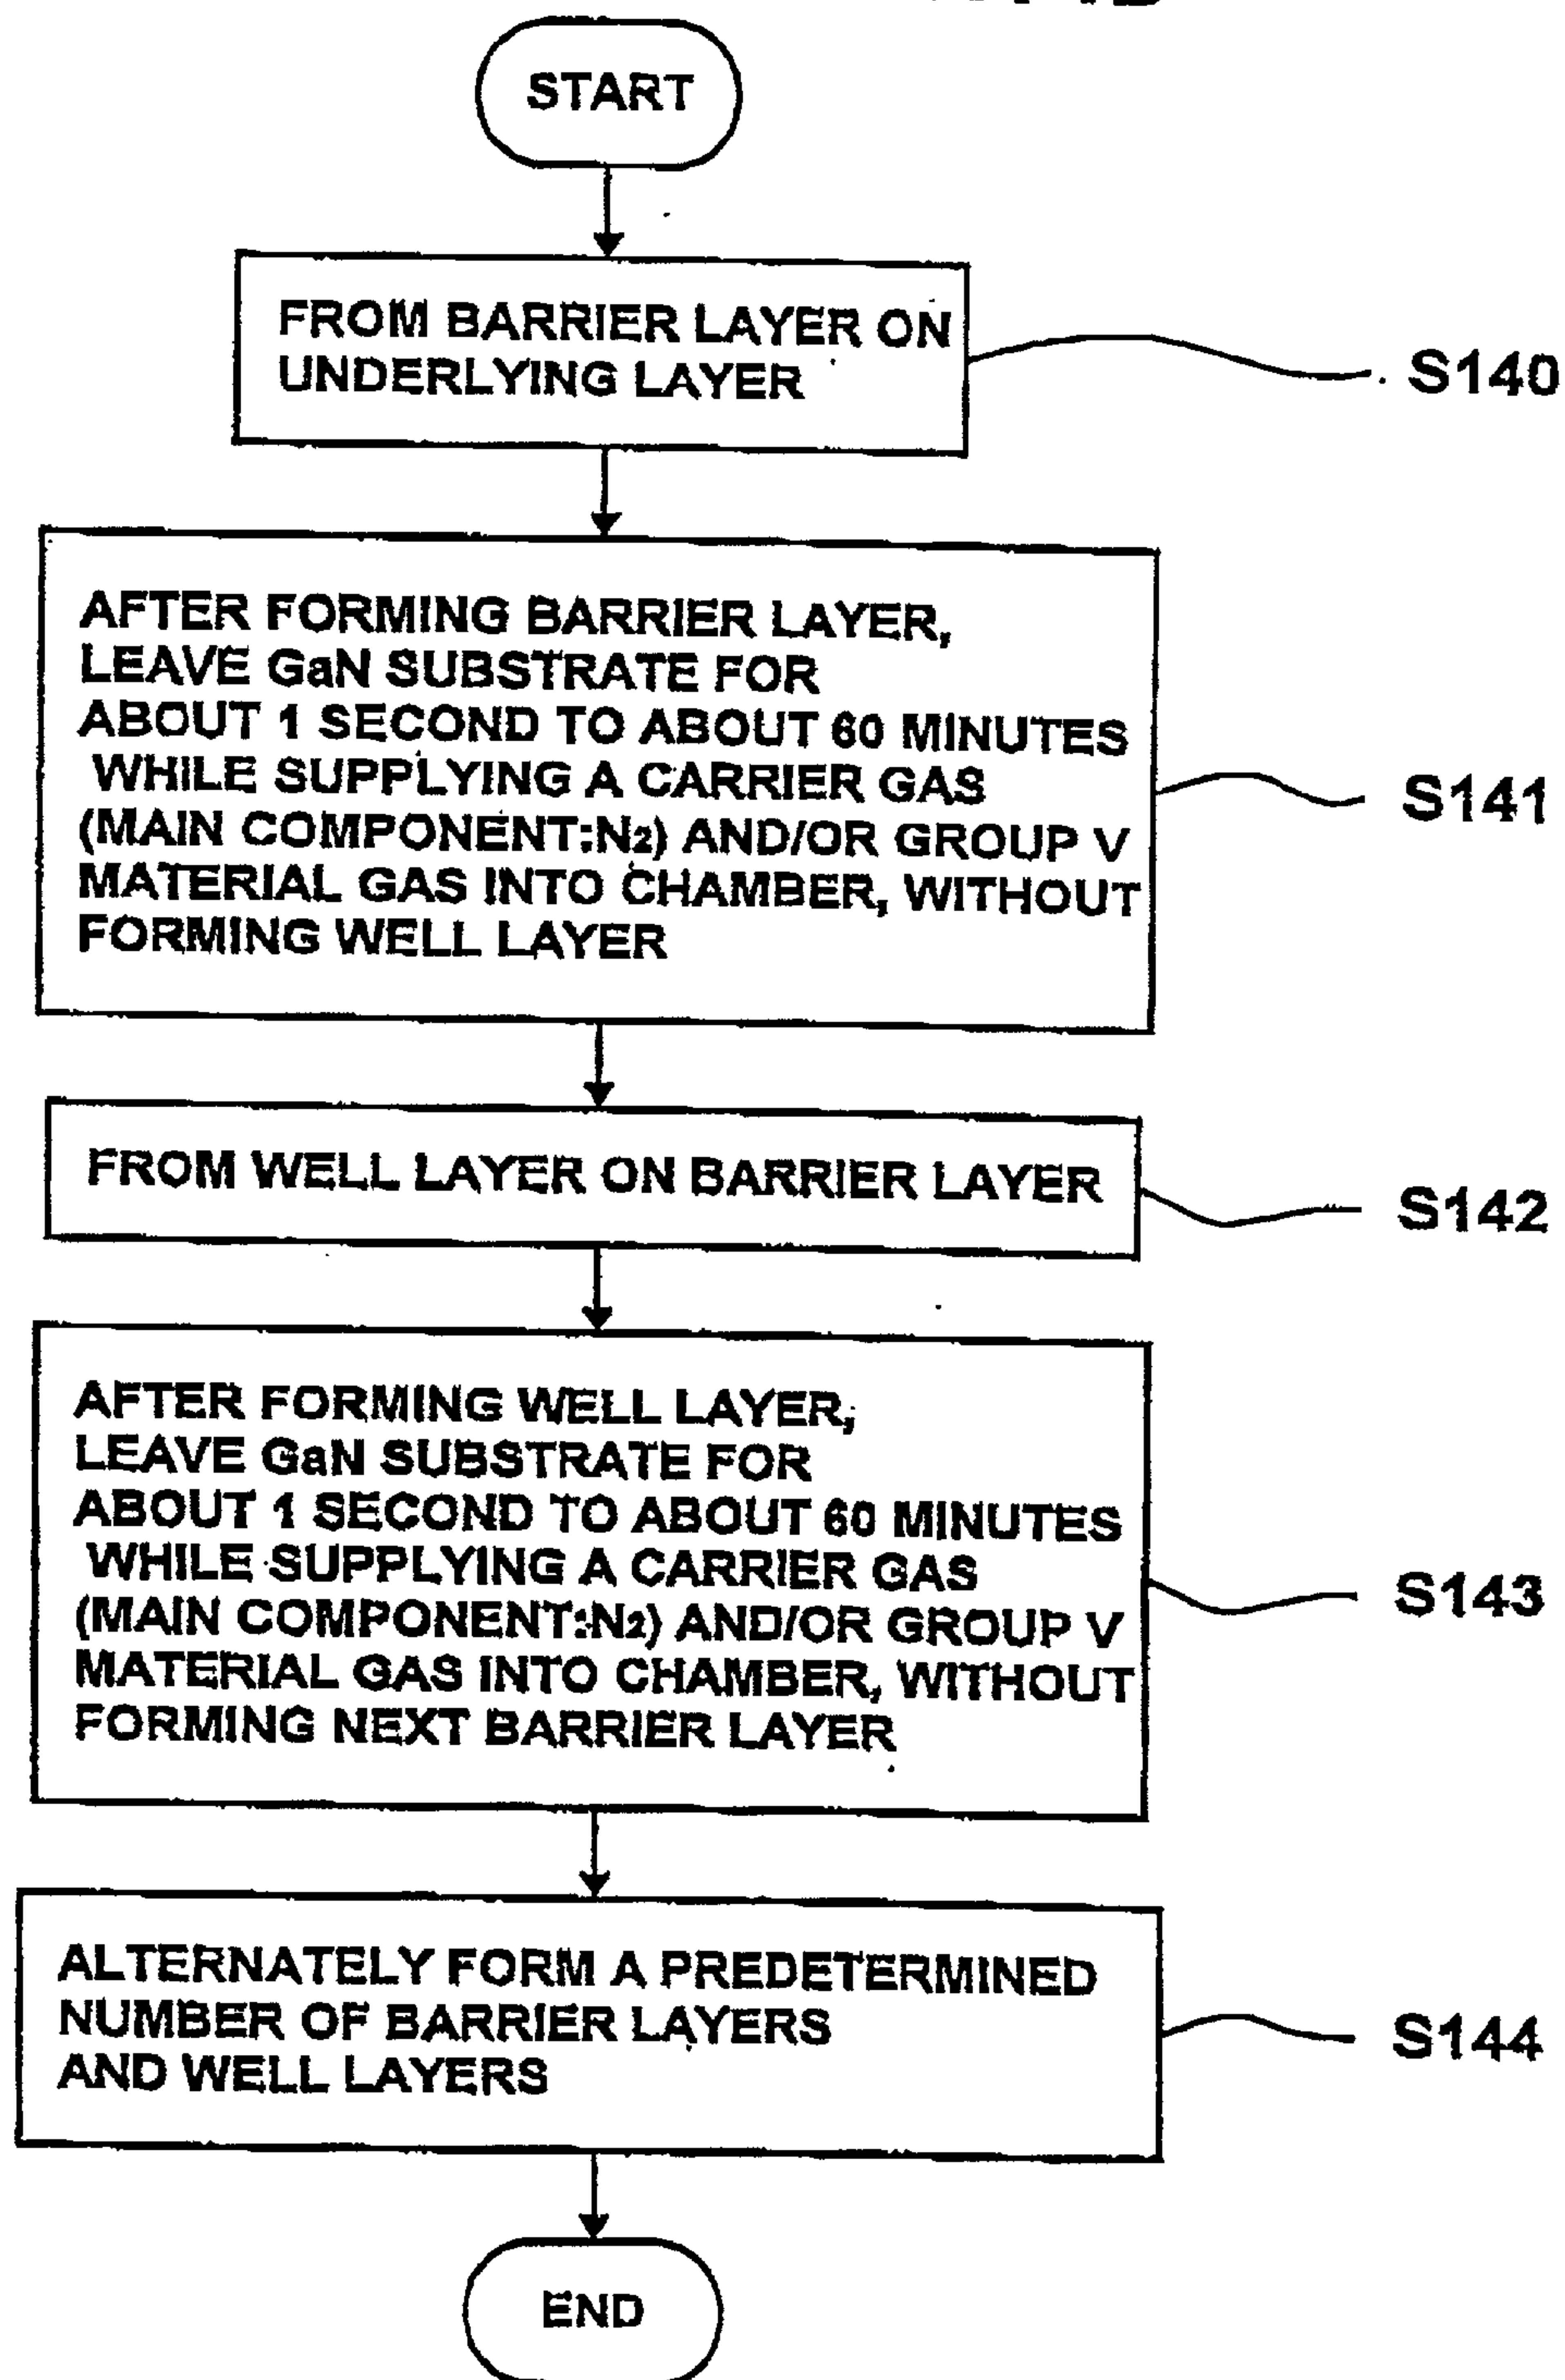 START
FROM BARRIER LAYER ON
UNDERLYING LAYER
S140
AFTER FORMING BARRIER LAYER,
LEAVE GaN SUBSTRATE FOR
ABOUT 1 SECOND TO ABOUT 60 MINUTES
WHILE SUPPLYING A CARRIER GAS
(MAIN COMPONENT:N₂) AND/OR GROUP V
MATERIAL GAS INTO CHAMBER, WITHOUT
FORMING WELL LAYER
S141
FROM WELL LAYER ON BARRIER LAYER
S142
AFTER FORMING WELL LAYER,
LEAVE GaN SUBSTRATE FOR
ABOUT 1 SECOND TO ABOUT 60 MINUTES
WHILE SUPPLYING A CARRIER GAS
(MAIN COMPONENT:N₂) AND/OR GROUP V
MATERIAL GAS INTO CHAMBER, WITHOUT
FORMING NEXT BARRIER LAYER
S143
ALTERNATELY FORM A PREDETERMINED
NUMBER OF BARRIER LAYERS
AND WELL LAYERS
S144
END